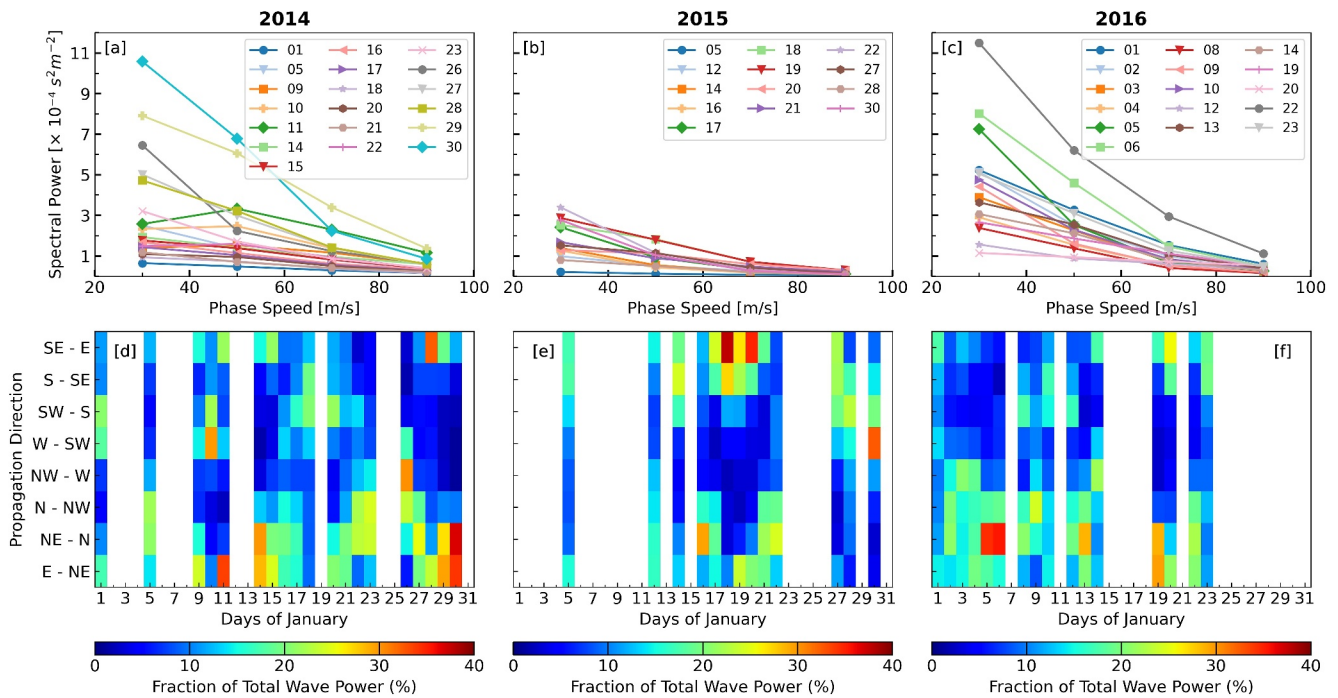 2014 2015 2016
[a] [b] [c]
Spectral Power [× 10⁻⁴ s²m⁻²]
11
9
7
5
3
1
01 16 23
05 17 26
09 18 27
10 20 28
11 21 29
14 22 30
15
05 18 22
12 19 27
14 20 28
16 21 30
17
01 08 14
02 09 19
03 10 20
04 12 22
05 13 23
06
20 40 60 80 100 20 40 60 80 100 20 40 60 80 100
Phase Speed [m/s] Phase Speed [m/s] Phase Speed [m/s]
[d] [e] [f]
Propagation Direction
SE - E
S - SE
SW - S
W - SW
NW - W
N - NW
NE - N
E - NE
1 3 5 7 9 11 13 15 17 19 21 23 25 27 29 31 1 3 5 7 9 11 13 15 17 19 21 23 25 27 29 31 1 3 5 7 9 11 13 15 17 19 21 23 25 27 29 31
Days of January Days of January Days of January
0 10 20 30 40 0 10 20 30 40 0 10 20 30 40
Fraction of Total Wave Power (%) Fraction of Total Wave Power (%) Fraction of Total Wave Power (%)